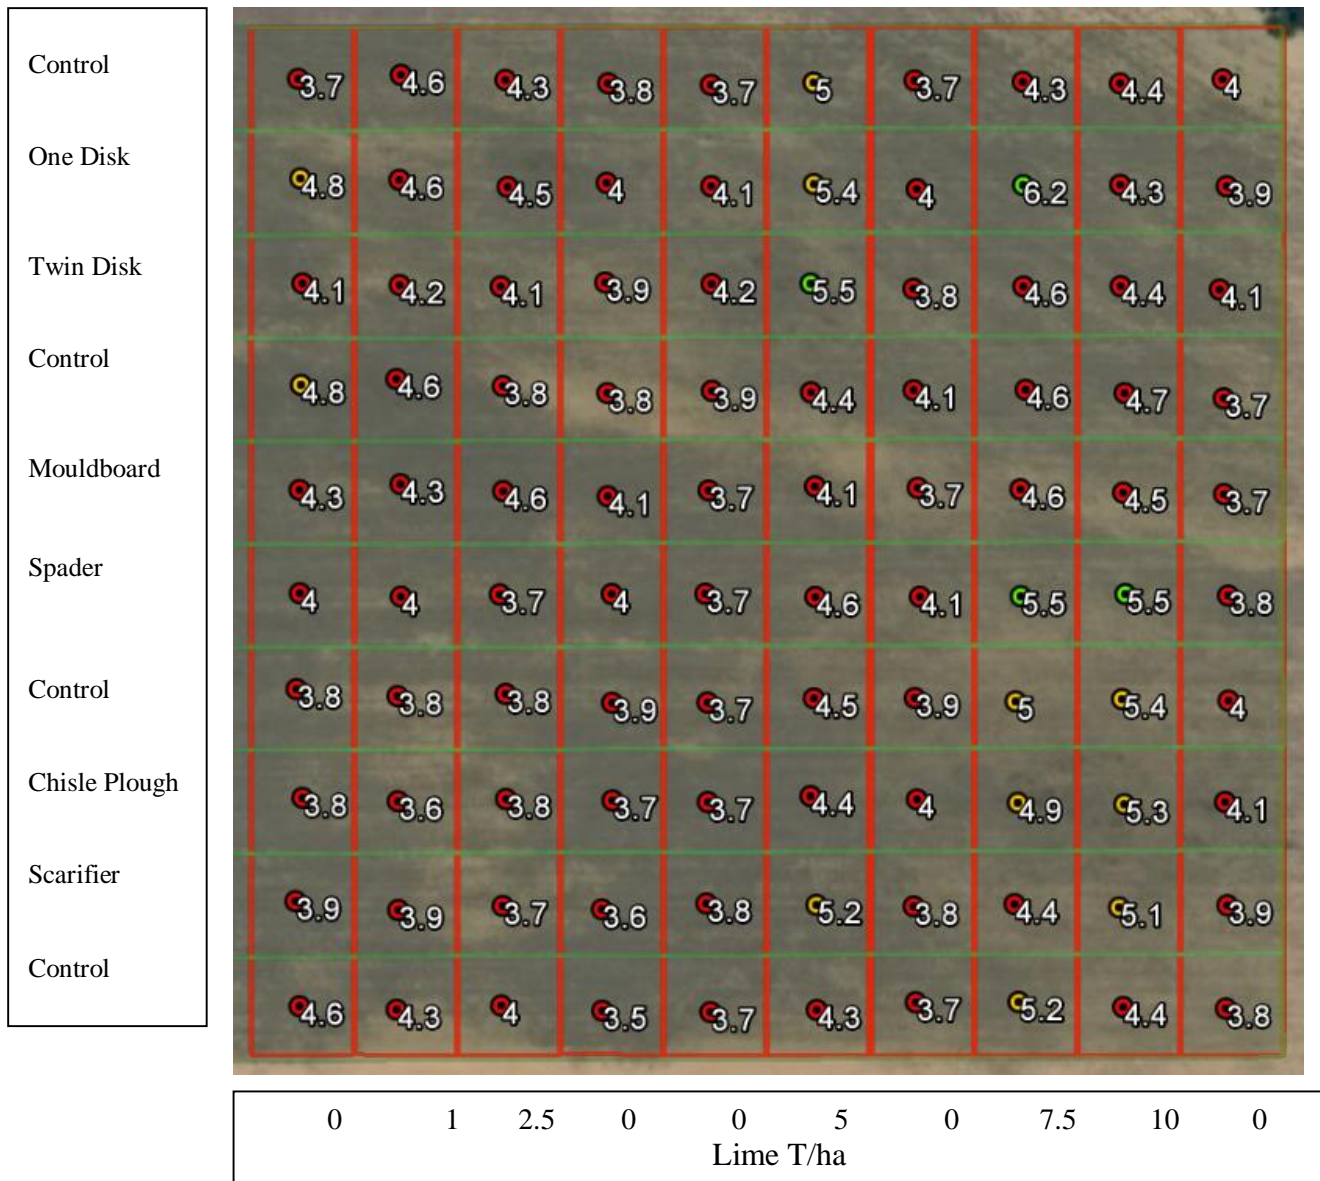 Control 3.7 4.6 4.3 3.8 3.7 5 3.7 4.3 4.4 4
One Disk 4.8 4.6 4.5 4 4.1 5.4 4 6.2 4.3 3.9
Twin Disk 4.1 4.2 4.1 3.9 4.2 5.5 3.8 4.6 4.4 4.1
Control 4.8 4.6 3.8 3.8 3.9 4.4 4.1 4.6 4.7 3.7
Mouldboard 4.3 4.3 4.6 4.1 3.7 4.1 3.7 4.6 4.5 3.7
Spader 4 4 3.7 4 3.7 4.6 4.1 5.5 5.5 3.8
Control 3.8 3.8 3.8 3.9 3.7 4.5 3.9 5 5.4 4
Chisle Plough 3.8 3.6 3.8 3.7 3.7 4.4 4 4.9 5.3 4.1
Scarifier 3.9 3.9 3.7 3.6 3.8 5.2 3.8 4.4 5.1 3.9
Control 4.6 4.3 4 3.5 3.7 4.3 3.7 5.2 4.4 3.8
0 1 2.5 0 0 5 0 7.5 10 0
Lime T/ha